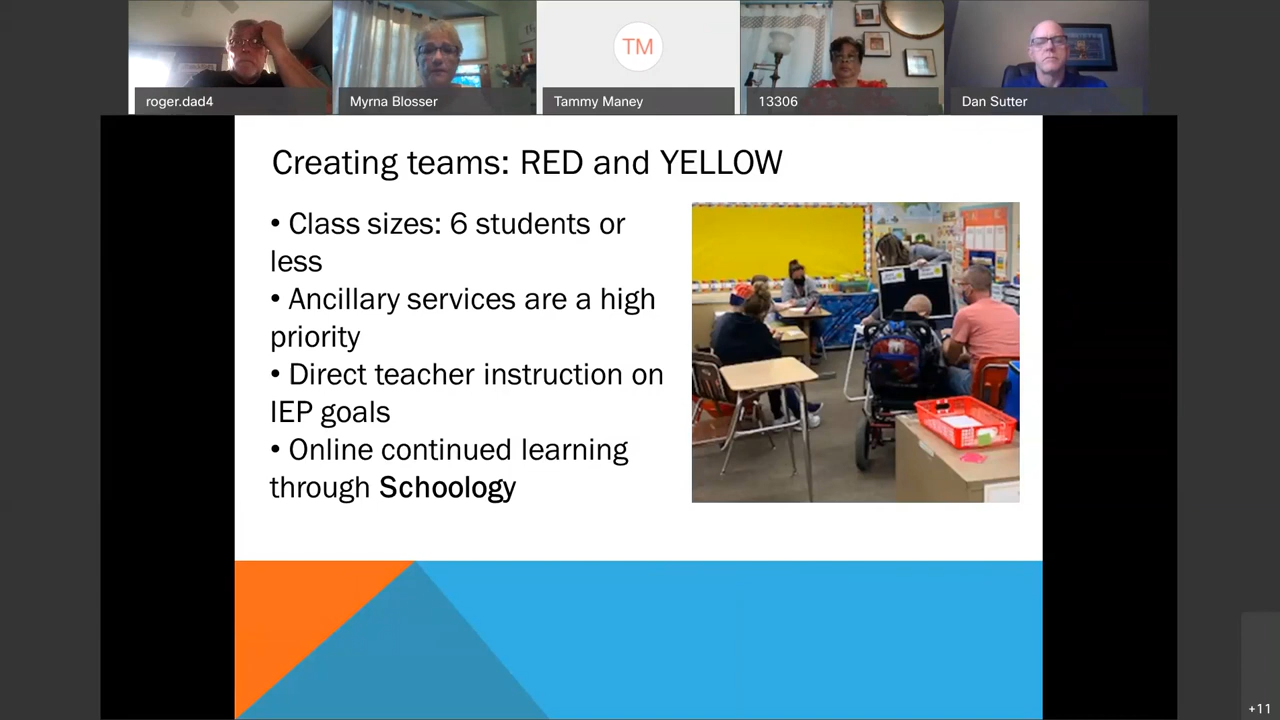 TM
roger.dad4
Myrna Blosser
Tammy Maney
13306
Dan Sutter
Creating teams: RED and YELLOW
• Class sizes: 6 students or
less
• Ancillary services are a high
priority
• Direct teacher instruction on
IEP goals
• Online continued learning
through Schoology
+11